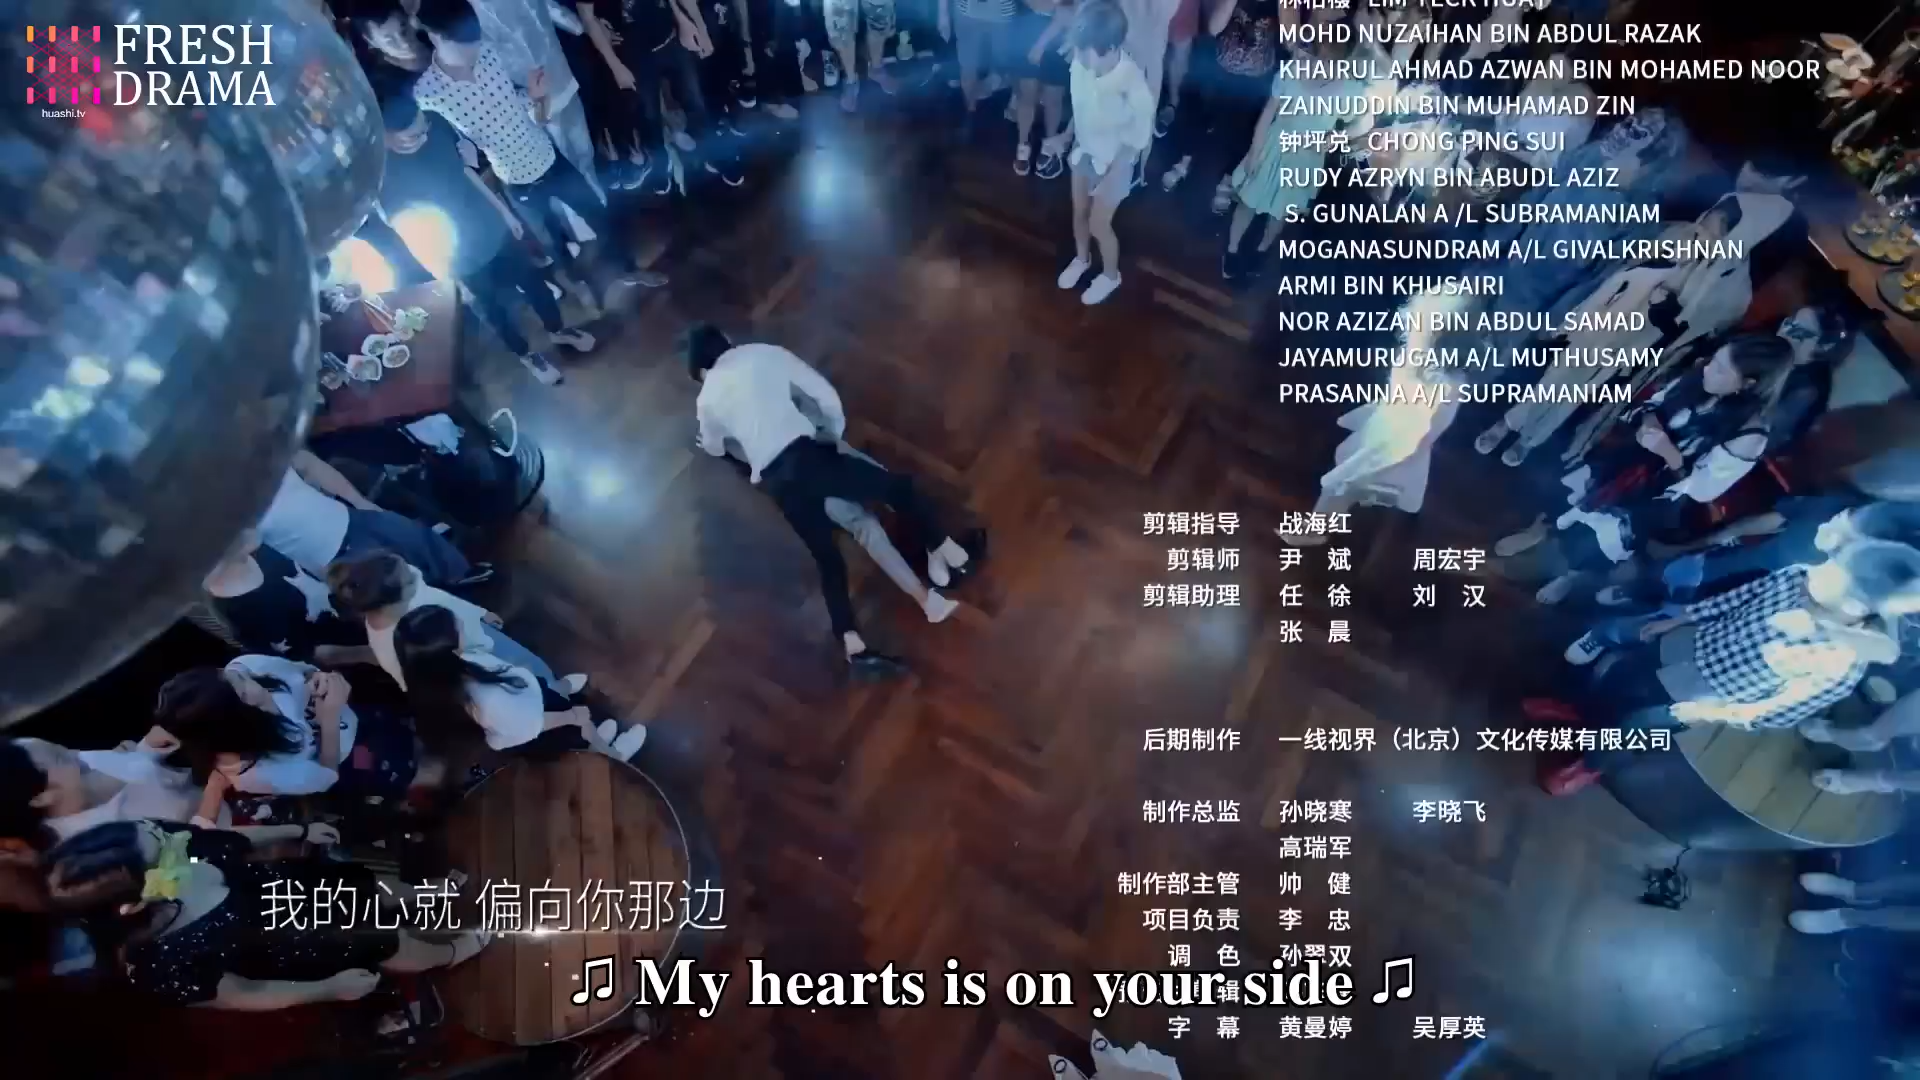 FRESH
DRAMA
huashi.tv
MOHD NUZAIHAN BIN ABDUL RAZAK
KHAIRUL AHMAD AZWAN BIN MOHAMED NOOR
ZAINUDDIN BIN MUHAMAD ZIN
钟坪兑 CHONG PING SUI
RUDY AZRYN BIN ABUDL AZIZ
S. GUNALAN A /L SUBRAMANIAM
MOGANASUNDRAM A/L GIVALKRISHNAN
ARMI BIN KHUSAIRI
NOR AZIZAN BIN ABDUL SAMAD
JAYAMURUGAM A/L MUTHUSAMY
PRASANNA A/L SUPRAMANIAM
剪辑指导 战海红
剪辑师 尹 斌 周宏宇
剪辑助理 任 徐 刘 汉
张 晨
后期制作 一线视界（北京）文化传媒有限公司
制作总监 孙晓寒 李晓飞
高瑞军
制作部主管 帅 健
项目负责 李 忠
调 色 孙翠双
字 幕 黄曼婷 吴厚英
我的心就 偏向你那边
♫ My hearts is on your side ♫